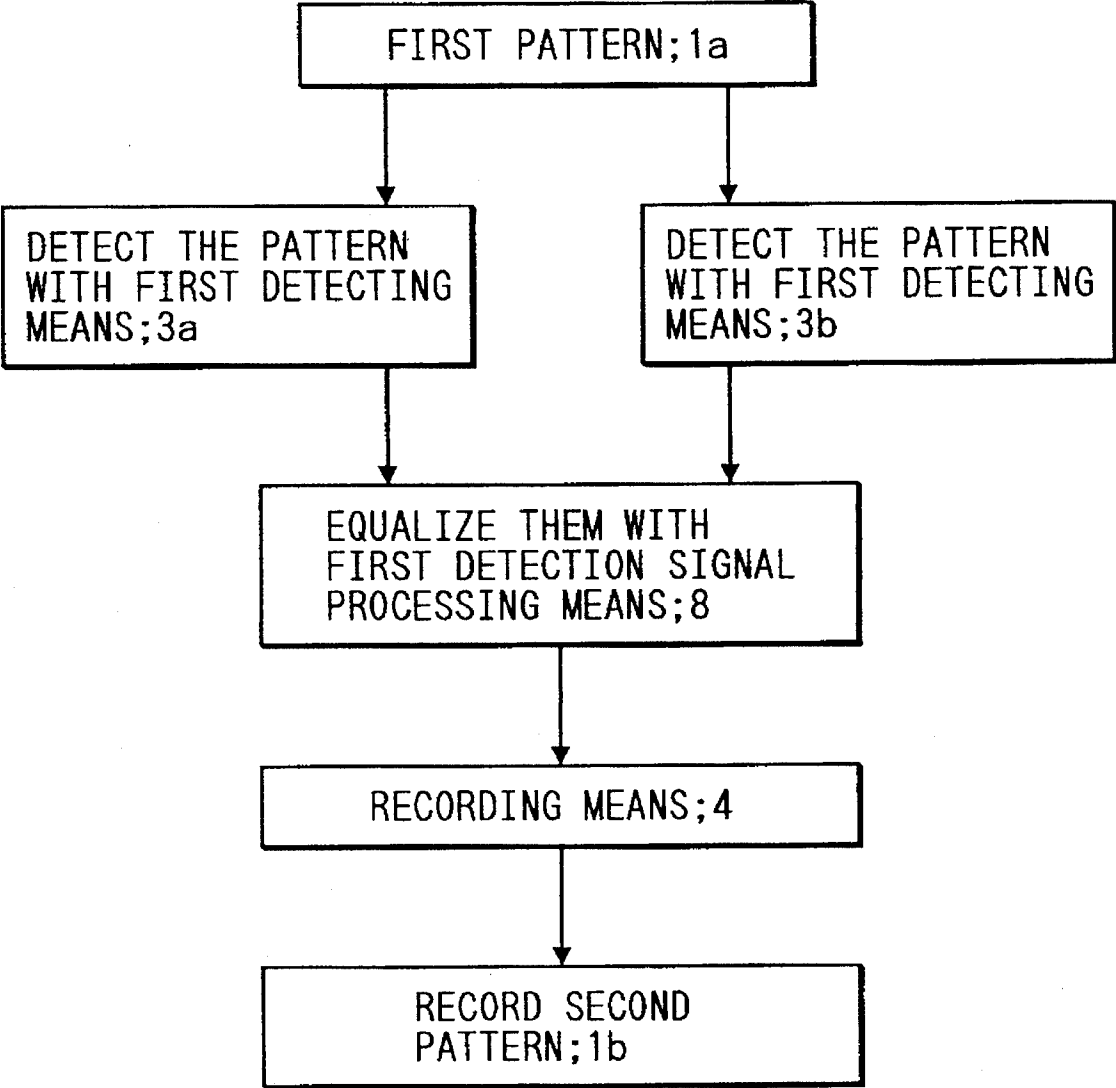 FIRST PATTERN;1a
DETECT THE PATTERN
WITH FIRST DETECTING
MEANS;3a
DETECT THE PATTERN
WITH FIRST DETECTING
MEANS;3b
EQUALIZE THEM WITH
FIRST DETECTION SIGNAL
PROCESSING MEANS;8
RECORDING MEANS;4
RECORD SECOND
PATTERN;1b